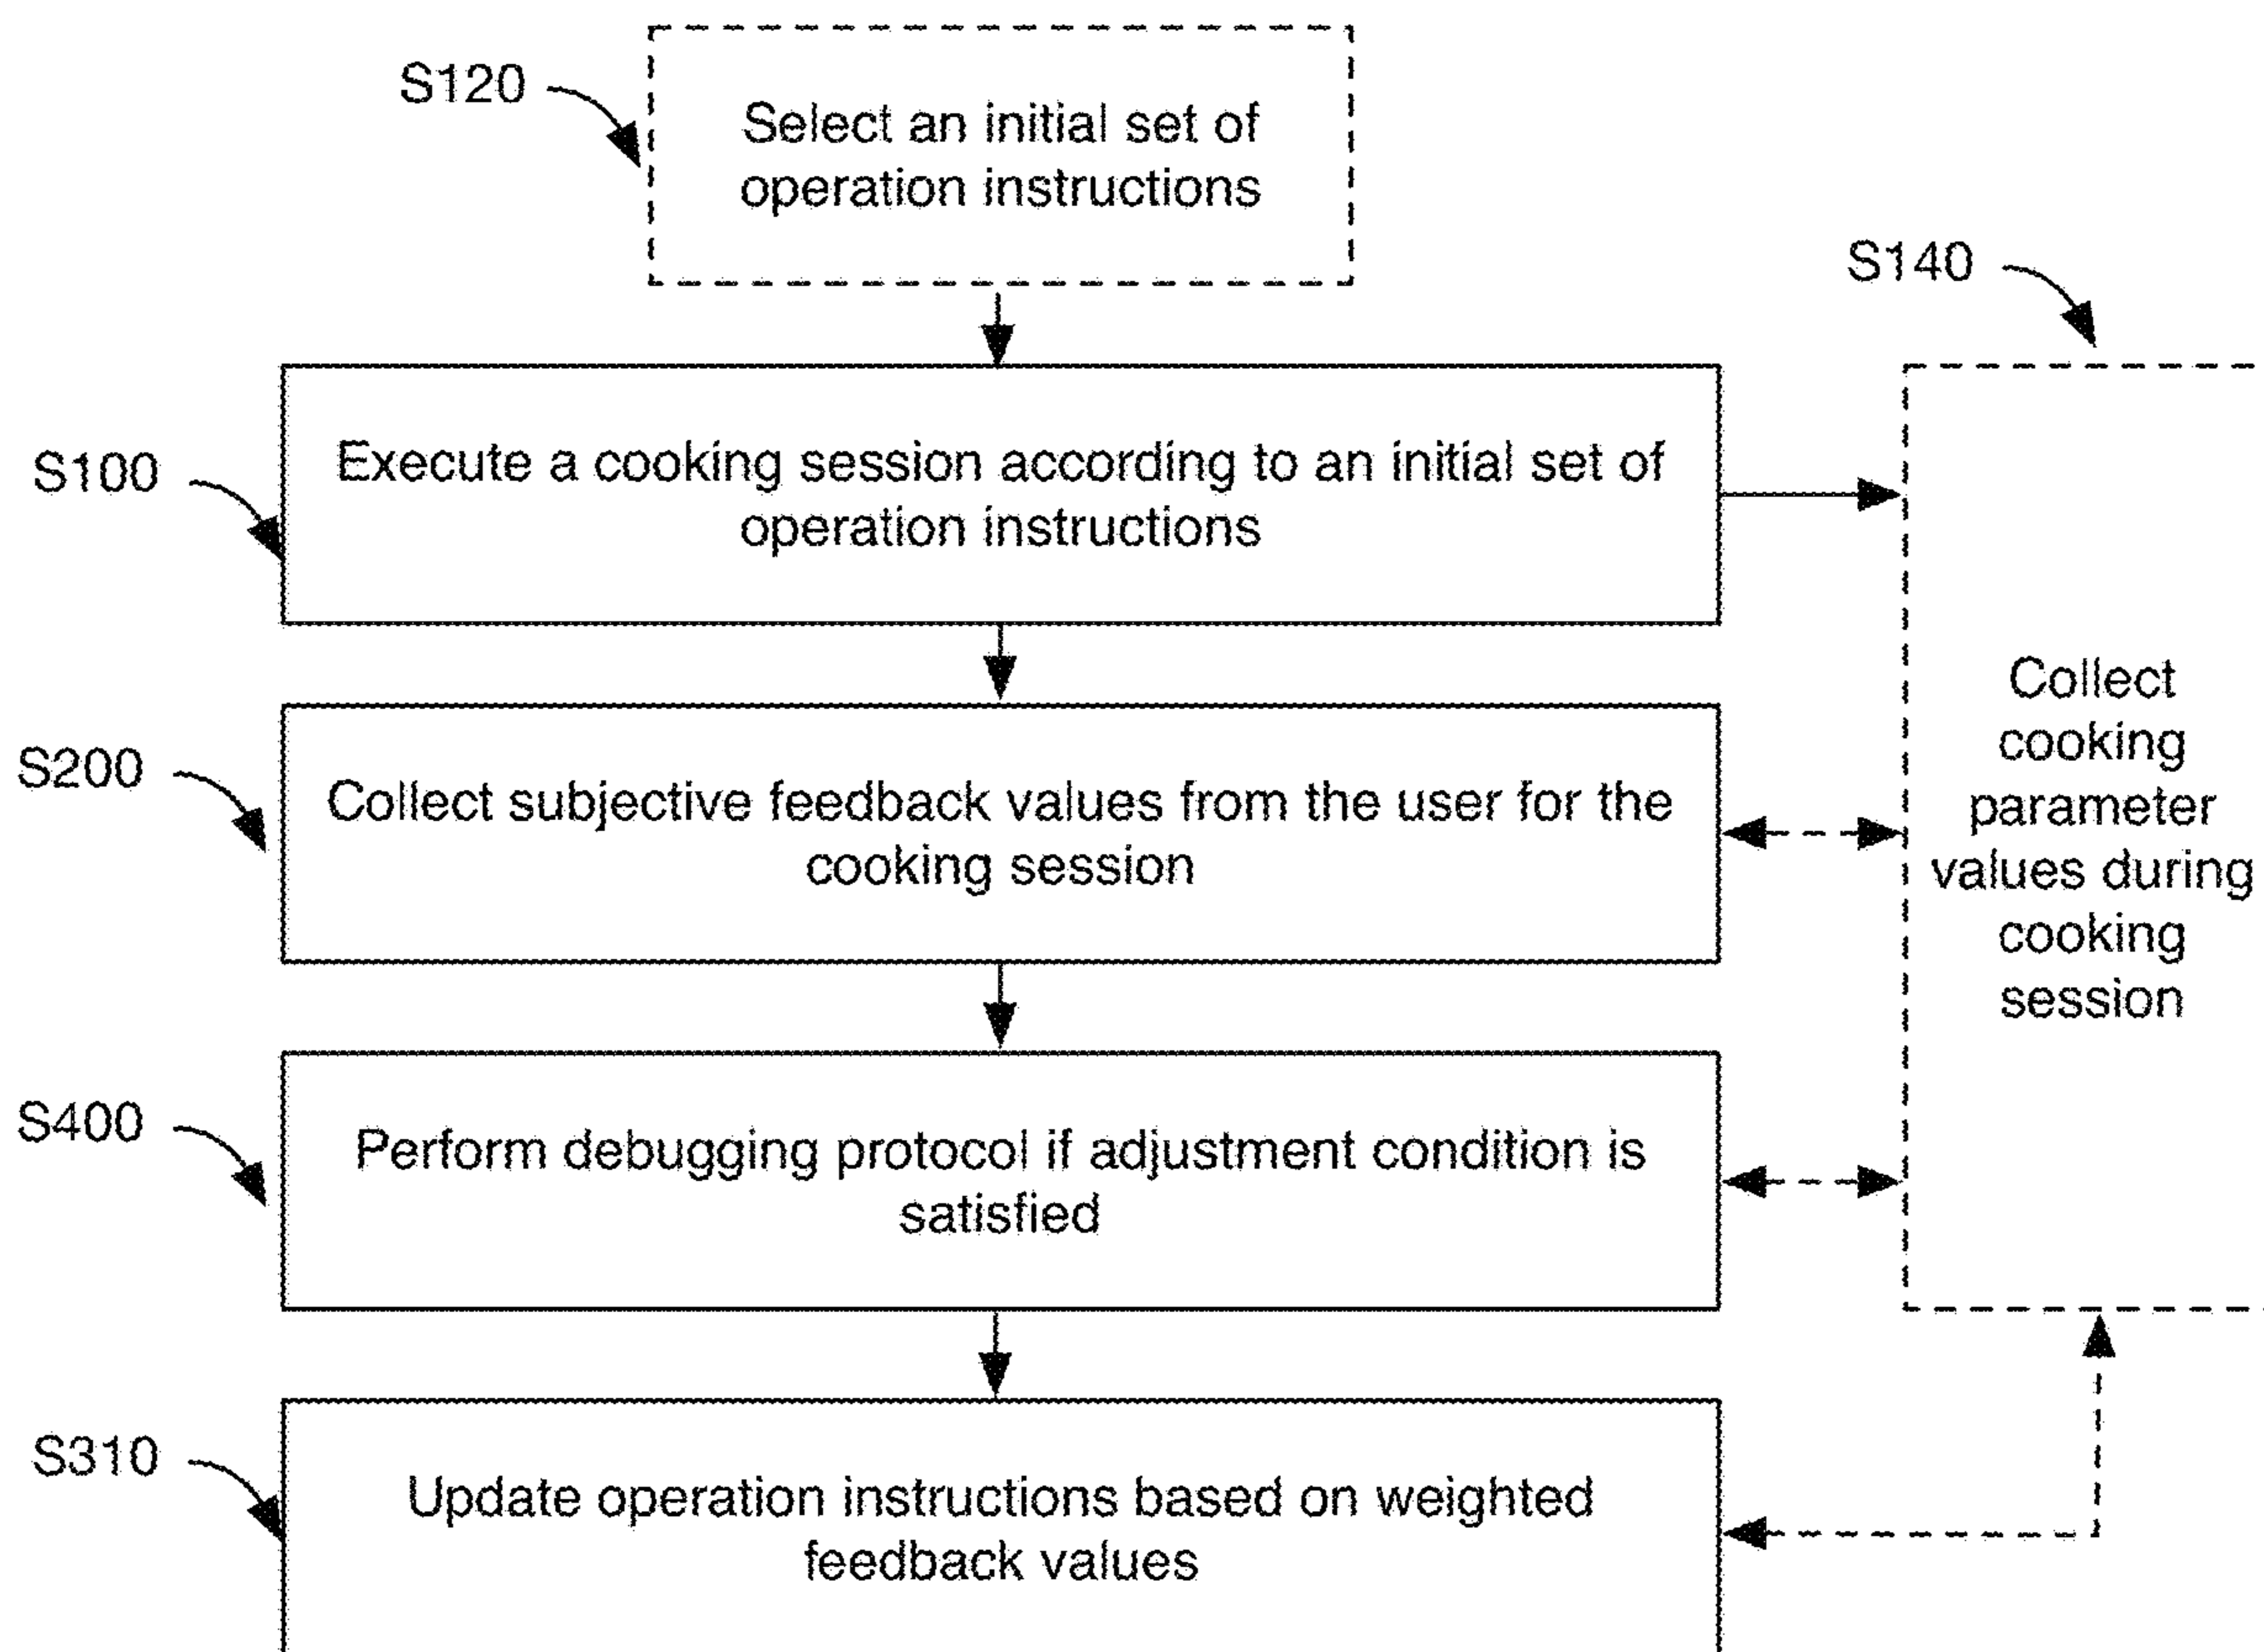 S120
Select an initial set of
operation instructions
S140
S100
Execute a cooking session according to an initial set of
operation instructions
S200
Collect subjective feedback values from the user for the
cooking session
Collect
cooking
parameter
values during
cooking
session
S400
Perform debugging protocol if adjustment condition is
satisfied
S310
Update operation instructions based on weighted
feedback values